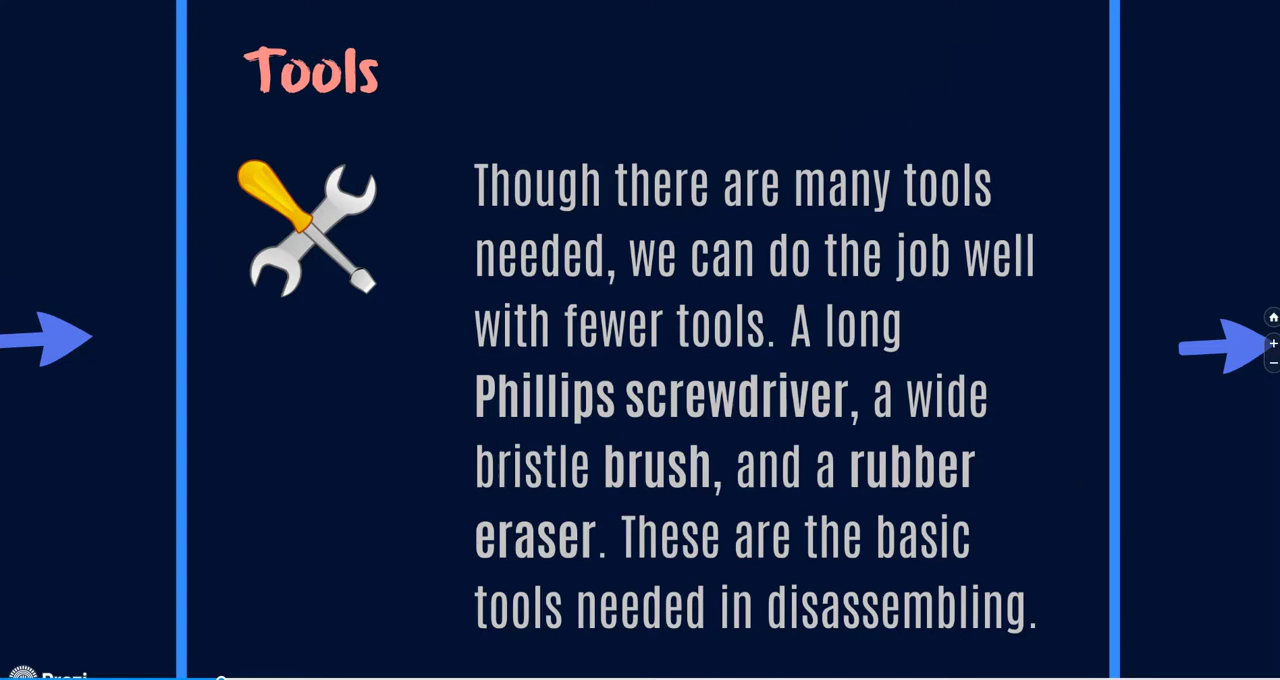 Tools
Though there are many tools
needed, we can do the job well
with fewer tools. A long
Phillips screwdriver, a wide
bristle brush, and a rubber
eraser. These are the basic
tools needed in disassembling.
Prezi